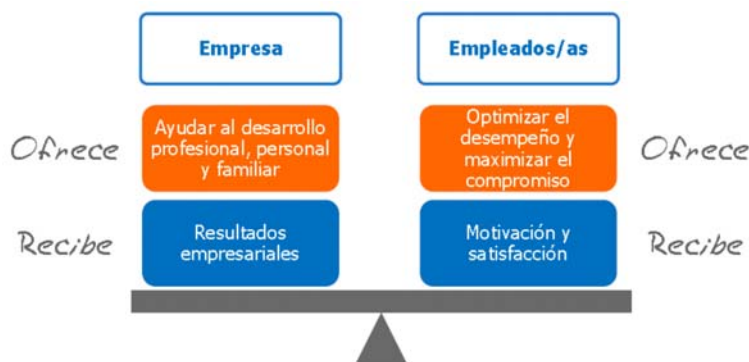 Empresa
Empleados/as
Ofrece
Ayudar al desarrollo
profesional, personal
y familiar
Optimizar el
desempeño y
maximizar el
compromiso
Ofrece
Recibe
Resultados
empresariales
Motivación y
satisfacción
Recibe